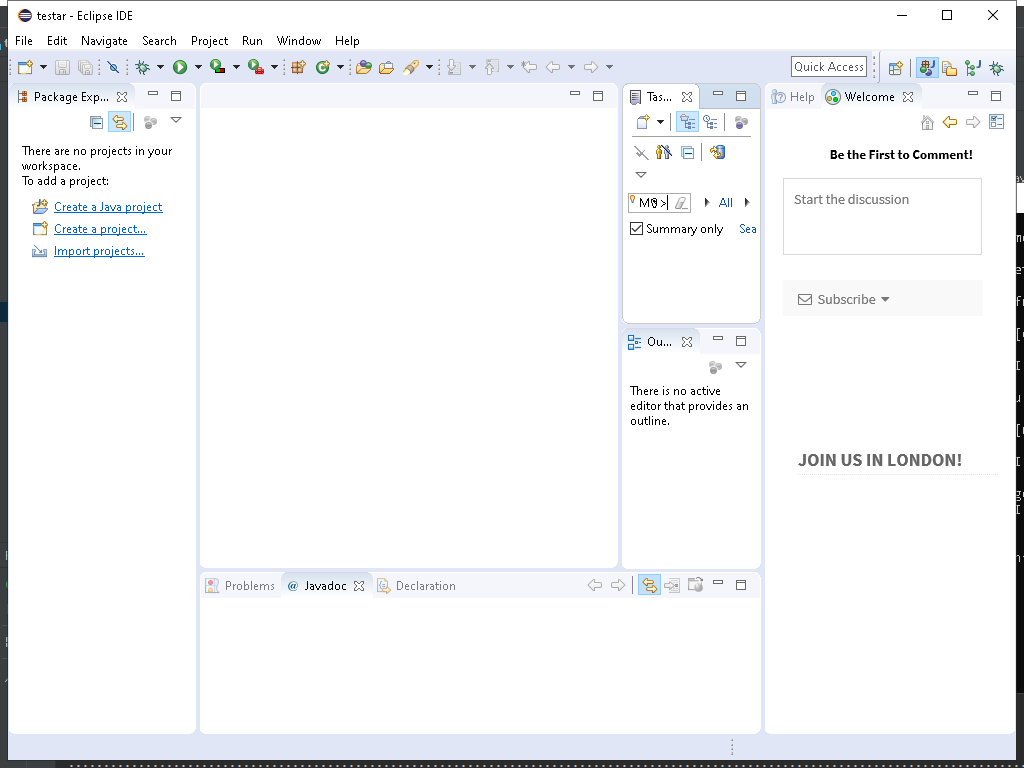 testar - Eclipse IDE
File Edit Navigate Search Project Run Window Help
Quick Access
Package Exp...
Tas...
Help
Welcome
There are no projects in your
workspace.
To add a project:
Create a Java project
Create a project...
Import projects...
All
Summary only
Sea
Be the First to Comment!
Start the discussion
Subscribe
Ou...
There is no active
editor that provides an
outline.
JOIN US IN LONDON!
Problems
@ Javadoc
Declaration